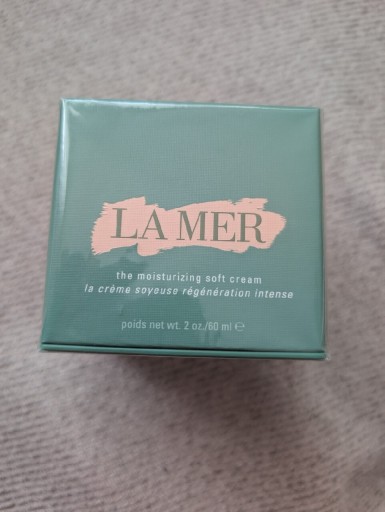 LA MER
the moisturizing soft cream
la crème soyeuse régénération intense
poids net wt. 2 oz./60 ml ℮